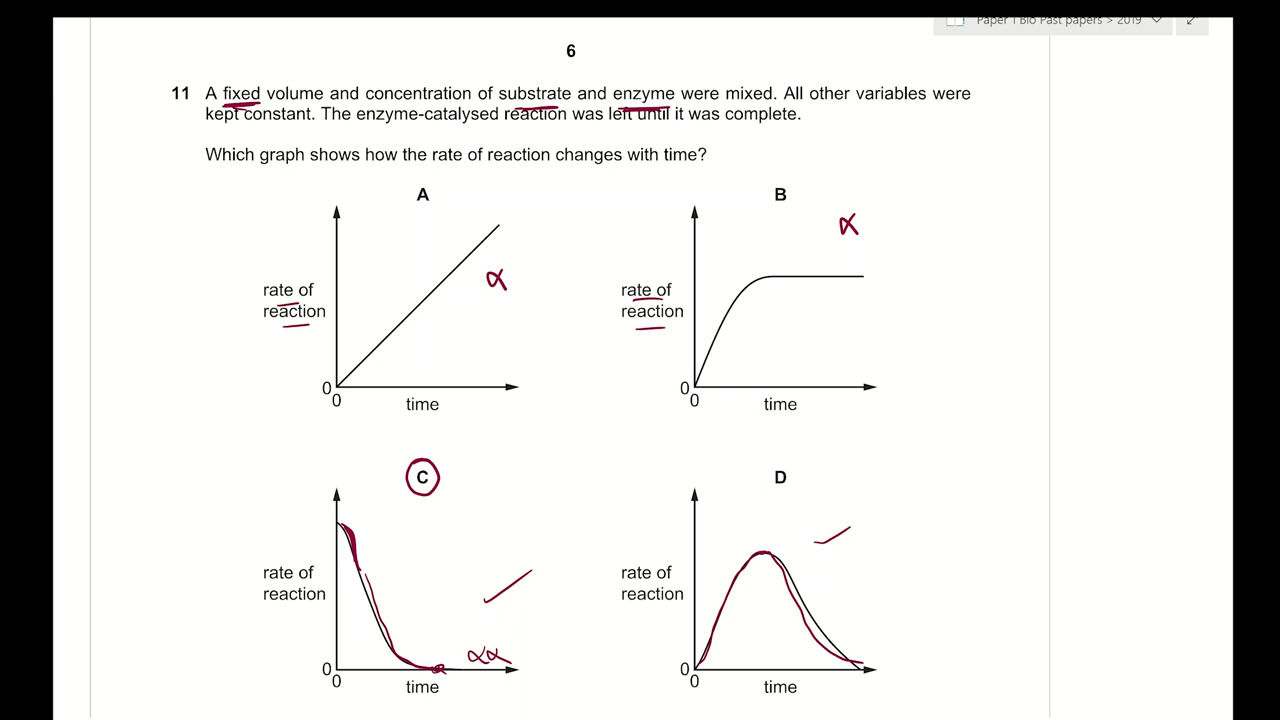 Paper 1 Bio Past papers > 2019
6
11 A fixed volume and concentration of substrate and enzyme were mixed. All other variables were
kept constant. The enzyme-catalysed reaction was left until it was complete.
Which graph shows how the rate of reaction changes with time?
A
rate of
reaction
0
0
time
B
rate of
reaction
0
0
time
C
rate of
reaction
0
0
time
D
rate of
reaction
0
0
time